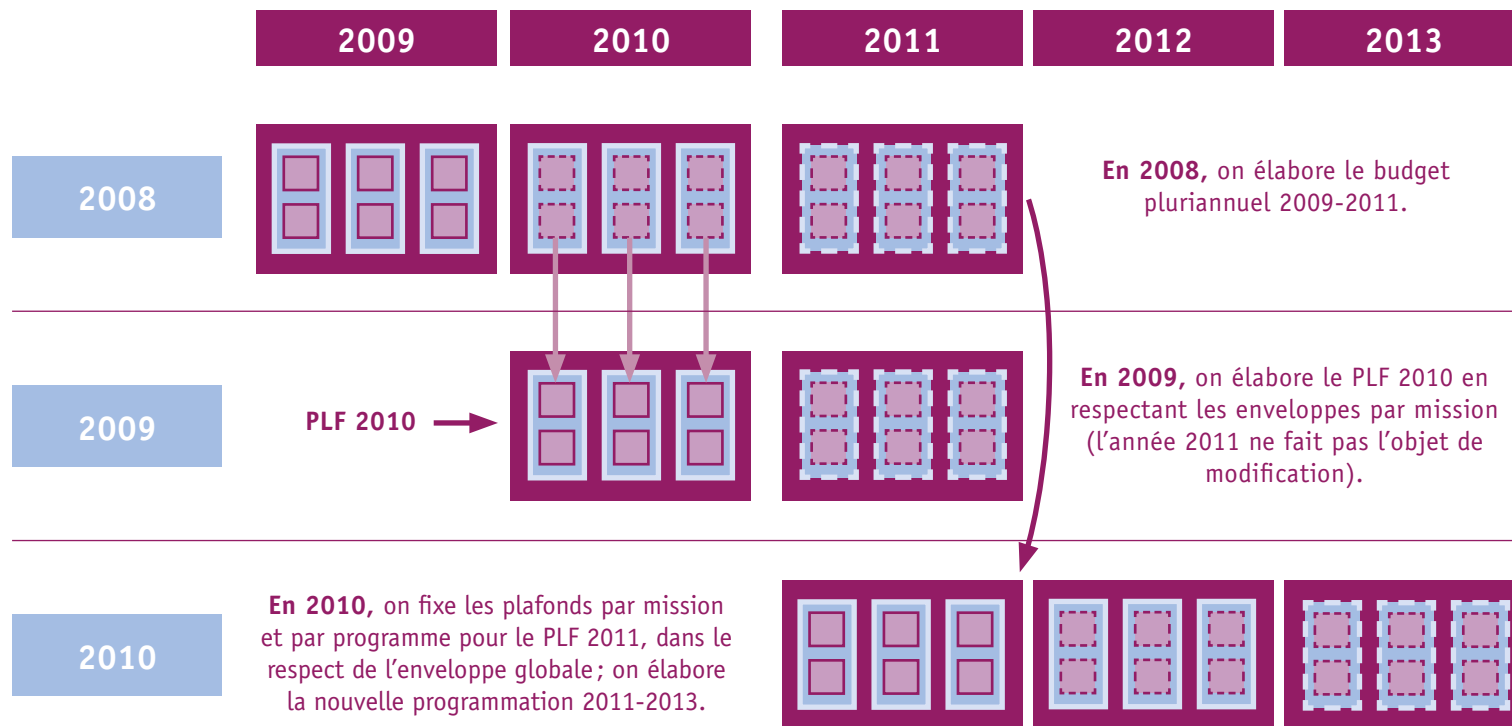 2009 2010 2011 2012 2013
2008
En 2008, on élabore le budget
pluriannuel 2009-2011.
2009
PLF 2010
En 2009, on élabore le PLF 2010 en
respectant les enveloppes par mission
(l’année 2011 ne fait pas l’objet de
modification).
2010
En 2010, on fixe les plafonds par mission
et par programme pour le PLF 2011, dans le
respect de l’enveloppe globale ; on élabore
la nouvelle programmation 2011-2013.